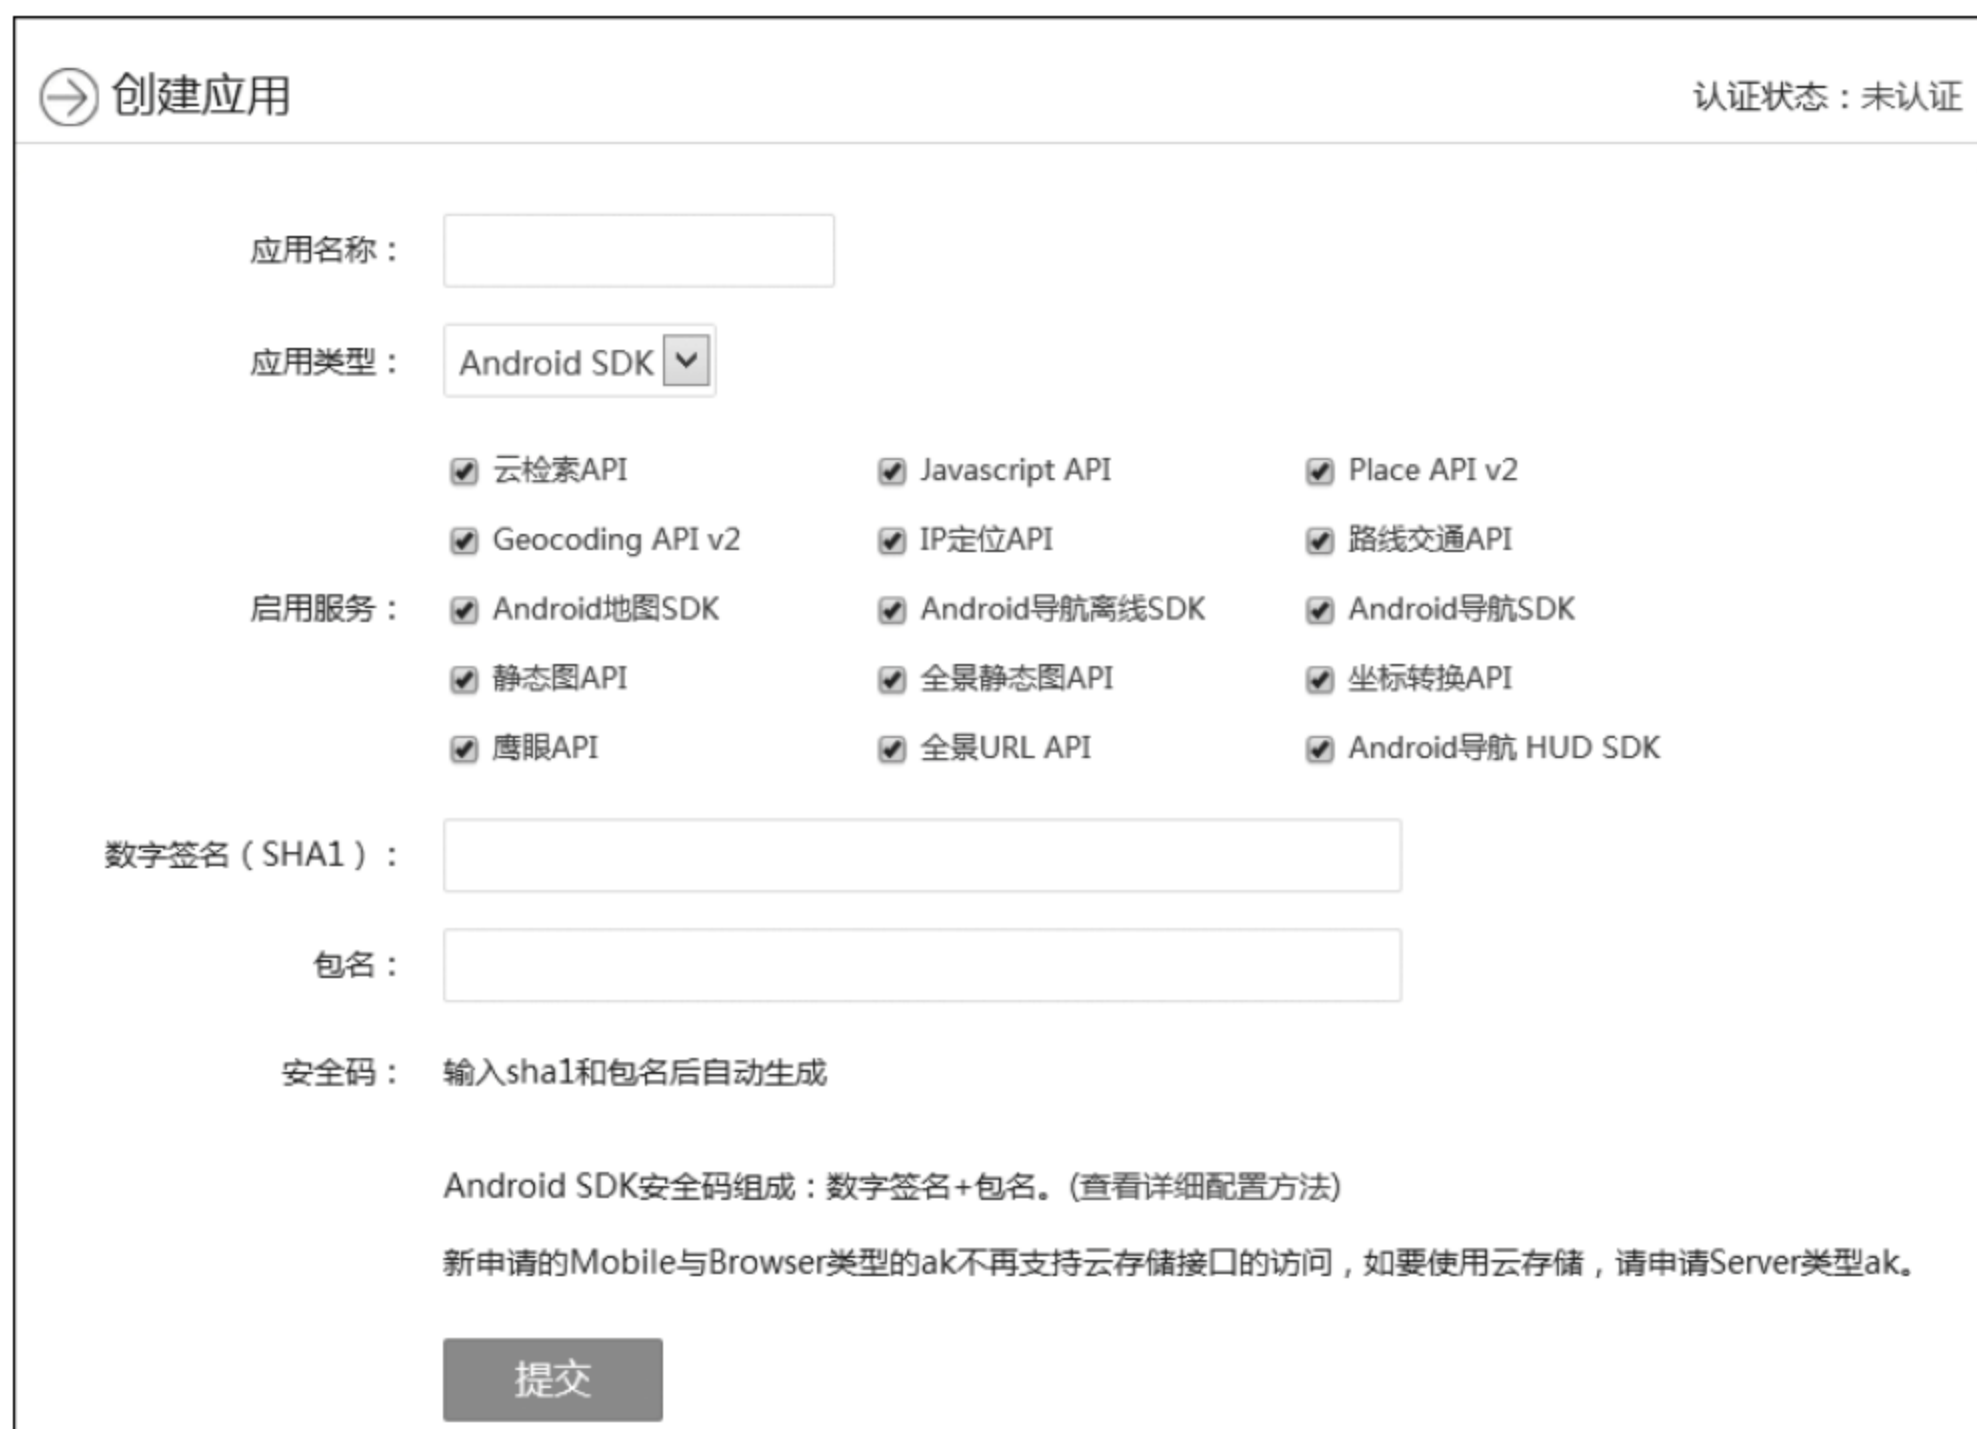 创建应用 认证状态：未认证
应用名称：
应用类型： Android SDK
云检索API Javascript API Place API v2
Geocoding API v2 IP定位API 路线交通API
启用服务： Android地图SDK Android导航离线SDK Android导航SDK
静态图API 全景静态图API 坐标转换API
鹰眼API 全景URL API Android导航 HUD SDK
数字签名（SHA1）：
包名：
安全码： 输入sha1和包名后自动生成
Android SDK安全码组成：数字签名+包名。(查看详细配置方法)
新申请的Mobile与Browser类型的ak不再支持云存储接口的访问，如要使用云存储，请申请Server类型ak。
提交